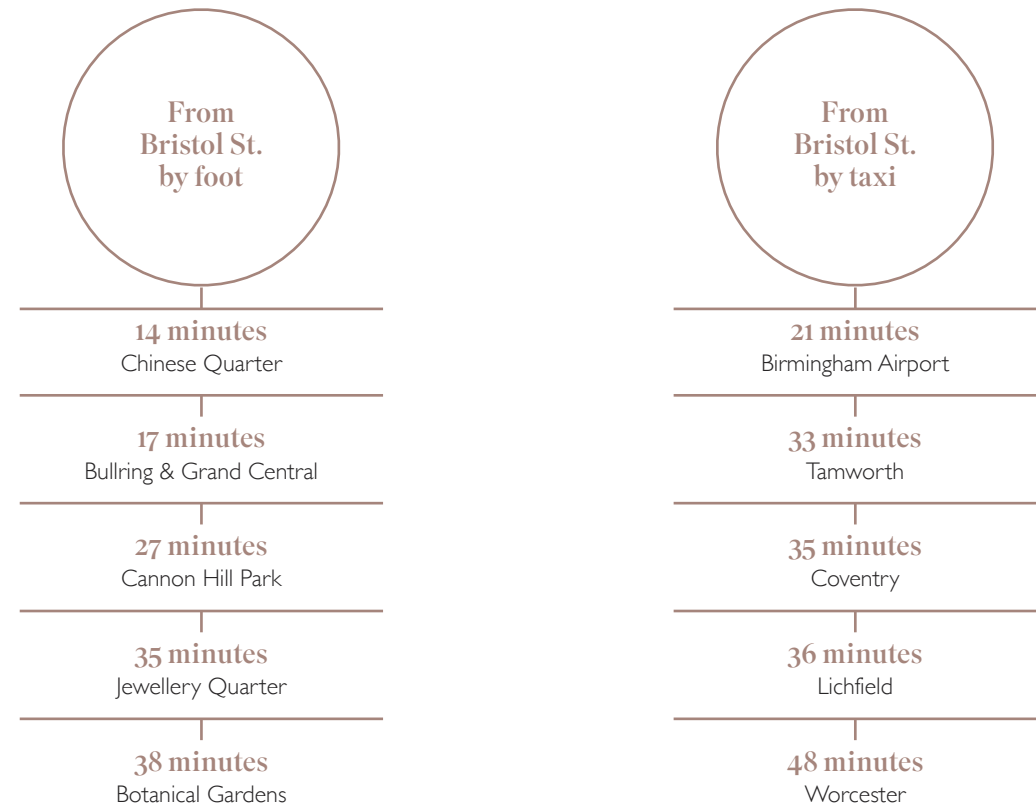 From
Bristol St.
by foot
14 minutes
Chinese Quarter
17 minutes
Bullring & Grand Central
27 minutes
Cannon Hill Park
35 minutes
Jewellery Quarter
38 minutes
Botanical Gardens
From
Bristol St.
by taxi
21 minutes
Birmingham Airport
33 minutes
Tamworth
35 minutes
Coventry
36 minutes
Lichfield
48 minutes
Worcester